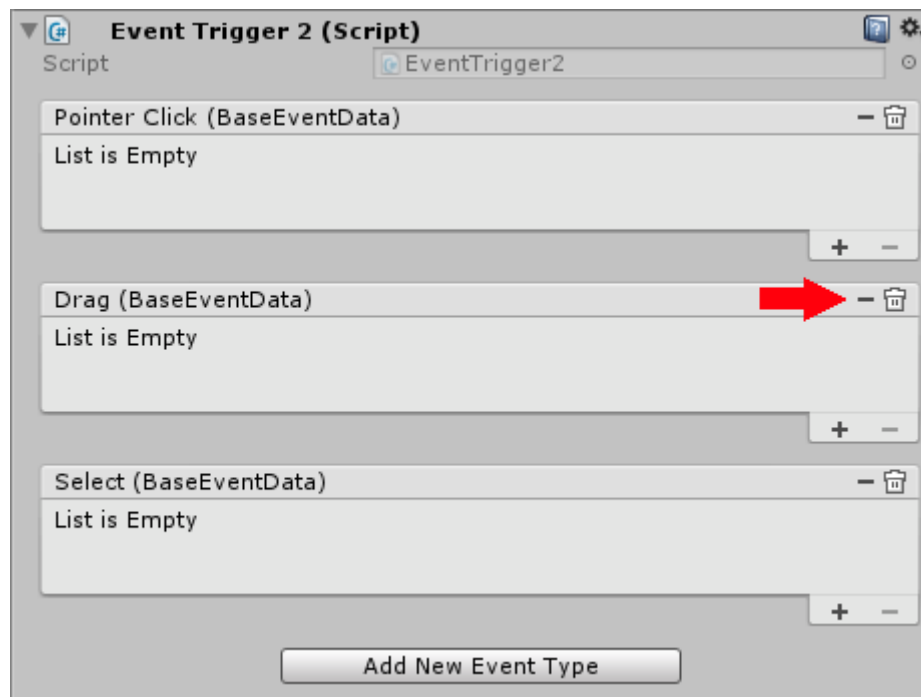 Event Trigger 2 (Script)
Script EventTrigger2
Pointer Click (BaseEventData)
List is Empty
Drag (BaseEventData)
List is Empty
Select (BaseEventData)
List is Empty
Add New Event Type